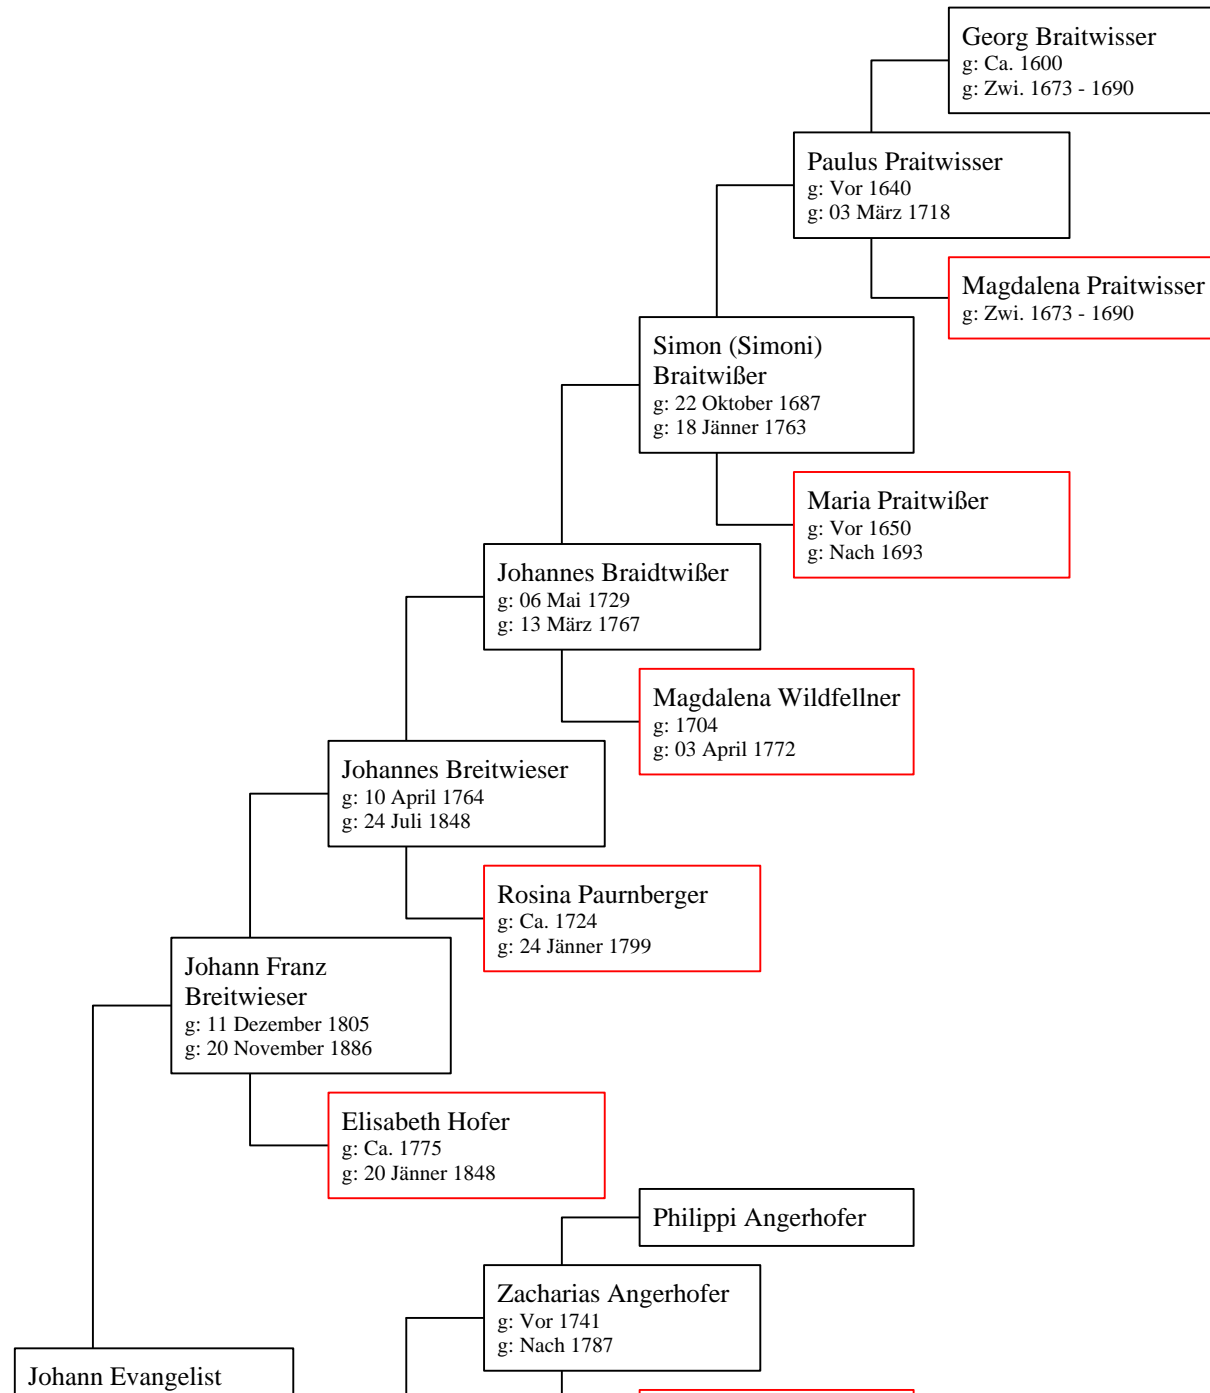 Georg Braitwisser
g: Ca. 1600
g: Zwi. 1673 - 1690
Paulus Praitwisser
g: Vor 1640
g: 03 März 1718
Magdalena Praitwisser
g: Zwi. 1673 - 1690
Simon (Simoni)
Braitwißer
g: 22 Oktober 1687
g: 18 Jänner 1763
Maria Praitwißer
g: Vor 1650
g: Nach 1693
Johannes Braidtwißer
g: 06 Mai 1729
g: 13 März 1767
Magdalena Wildfellner
g: 1704
g: 03 April 1772
Johannes Breitwieser
g: 10 April 1764
g: 24 Juli 1848
Rosina Paurnberger
g: Ca. 1724
g: 24 Jänner 1799
Johann Franz
Breitwieser
g: 11 Dezember 1805
g: 20 November 1886
Elisabeth Hofer
g: Ca. 1775
g: 20 Jänner 1848
Philippi Angerhofer
Zacharias Angerhofer
g: Vor 1741
g: Nach 1787
Johann Evangelist